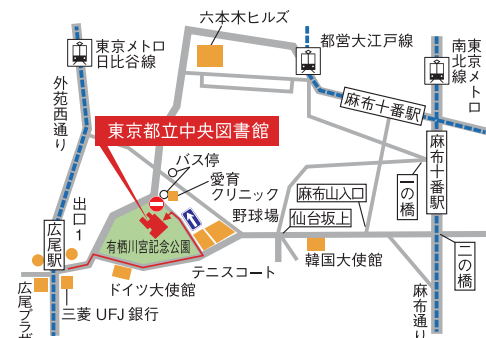 六本木ヒルズ
東京メトロ
日比谷線
都営大江戸線
東京メトロ
南北線
外苑西通り
麻布十番駅
東京都立中央図書館
バス停
愛育
クリニック
麻布十番駅
一の橋
麻布山入口
野球場
仙台坂上
出口1
有栖川宮記念公園
広尾駅
テニスコート
韓国大使館
二の橋
ドイツ大使館
麻布通り
三菱 UFJ 銀行
広尾プラザ